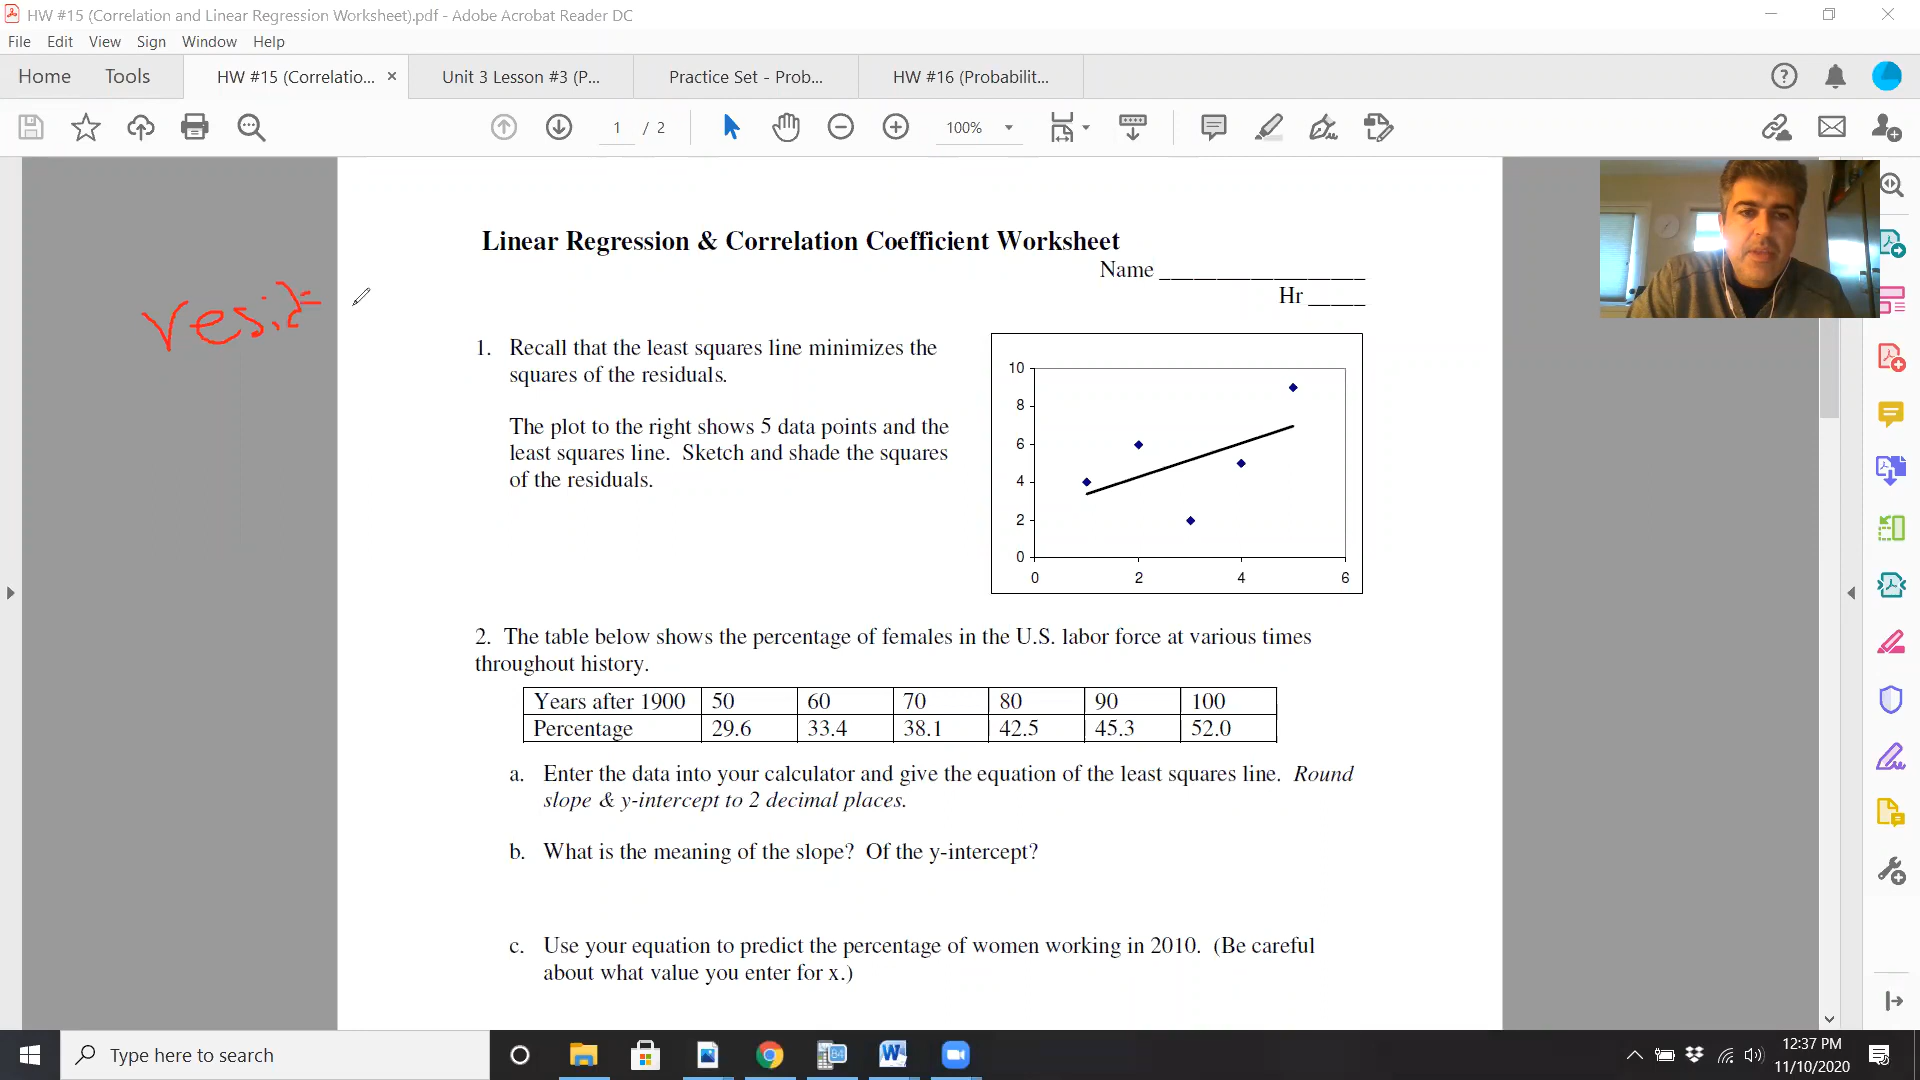 HW #15 (Correlation and Linear Regression Worksheet).pdf - Adobe Acrobat Reader DC
File Edit View Sign Window Help
Home Tools HW #15 (Correlatio... × Unit 3 Lesson #3 (P... Practice Set - Prob... HW #16 (Probabilit...
1 / 2 100%
Linear Regression & Correlation Coefficient Worksheet
Name __________________
Hr _____
resid=
1. Recall that the least squares line minimizes the
squares of the residuals.
The plot to the right shows 5 data points and the
least squares line. Sketch and shade the squares
of the residuals.
10
8
6
4
2
0
0 2 4 6
2. The table below shows the percentage of females in the U.S. labor force at various times
throughout history.
Years after 1900 50 60 70 80 90 100
Percentage 29.6 33.4 38.1 42.5 45.3 52.0
a. Enter the data into your calculator and give the equation of the least squares line. Round
slope & y-intercept to 2 decimal places.
b. What is the meaning of the slope? Of the y-intercept?
c. Use your equation to predict the percentage of women working in 2010. (Be careful
about what value you enter for x.)
Type here to search
12:37 PM
11/10/2020